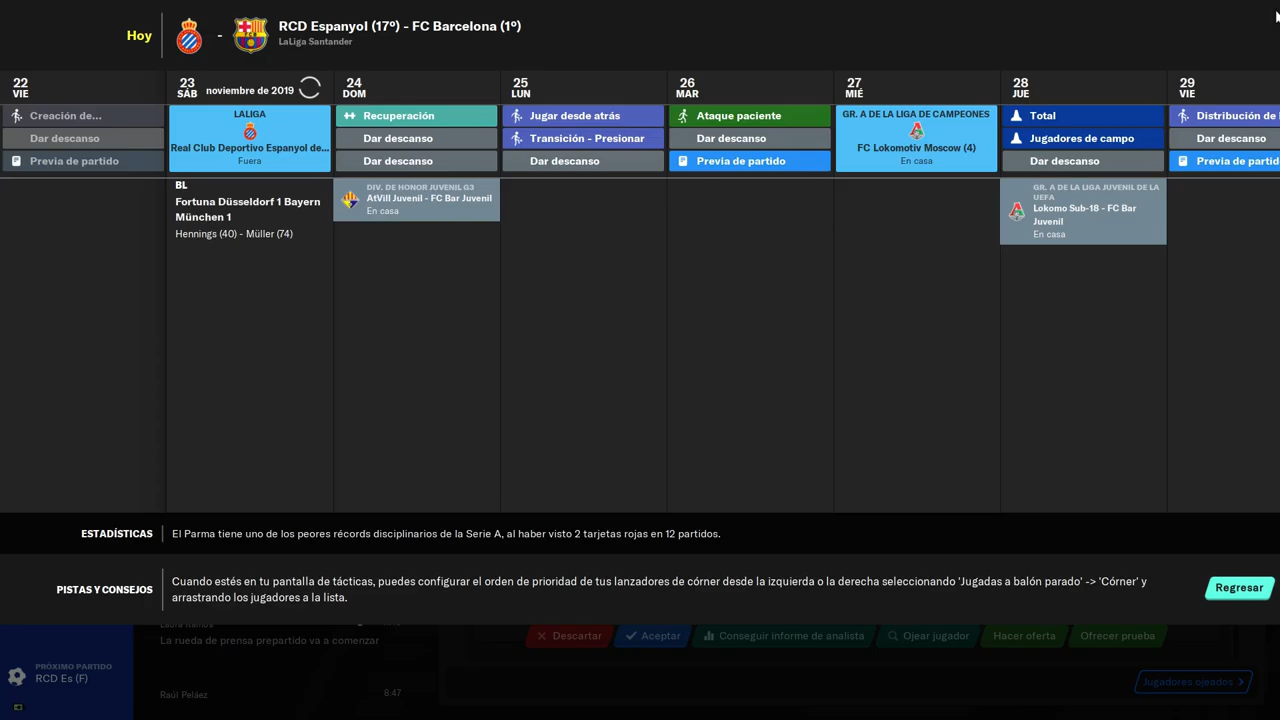 Hoy
RCD Espanyol (17º) - FC Barcelona (1º)
LaLiga Santander
22
VIE
23
SÁB
noviembre de 2019
24
DOM
25
LUN
26
MAR
27
MIÉ
28
JUE
29
VIE
Creación de...
Dar descanso
Previa de partido
LALIGA
Real Club Deportivo Espanyol de...
Fuera
Recuperación
Dar descanso
Dar descanso
Jugar desde atrás
Transición - Presionar
Dar descanso
Ataque paciente
Dar descanso
Previa de partido
GR. A DE LA LIGA DE CAMPEONES
FC Lokomotiv Moscow (4)
En casa
Total
Jugadores de campo
Dar descanso
Distribución de
Dar descanso
Previa de partid
BL
Fortuna Düsseldorf 1 Bayern
München 1
Hennings (40) - Müller (74)
DIV. DE HONOR JUVENIL G3
AtVill Juvenil - FC Bar Juvenil
En casa
GR. A DE LA LIGA JUVENIL DE LA
UEFA
Lokomo Sub-18 - FC Bar
Juvenil
En casa
ESTADÍSTICAS
El Parma tiene uno de los peores récords disciplinarios de la Serie A, al haber visto 2 tarjetas rojas en 12 partidos.
PISTAS Y CONSEJOS
Cuando estés en tu pantalla de tácticas, puedes configurar el orden de prioridad de tus lanzadores de córner desde la izquierda o la derecha seleccionando 'Jugadas a balón parado' -> 'Córner' y
arrastrando los jugadores a la lista.
Regresar
La rueda de prensa prepartido va a comenzar
Descartar
Aceptar
Conseguir informe de analista
Ojear jugador
Hacer oferta
Ofrecer prueba
PRÓXIMO PARTIDO
RCD Es (F)
Raúl Peláez
8:47
Jugadores ojeados